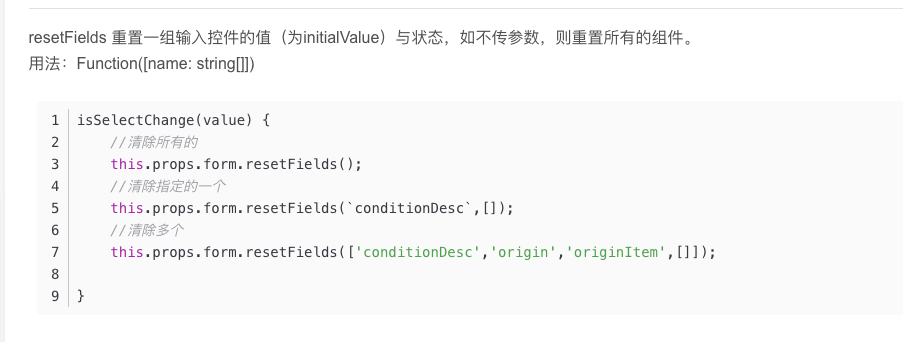 resetFields 重置一组输入控件的值（为initialValue）与状态，如不传参数，则重置所有的组件。
用法：Function([name: string[]])
1 isSelectChange(value) {
2     //清除所有的
3     this.props.form.resetFields();
4     //清除指定的一个
5     this.props.form.resetFields(`conditionDesc`,[]);
6     //清除多个
7     this.props.form.resetFields(['conditionDesc','origin','originItem',[]]);
8
9 }